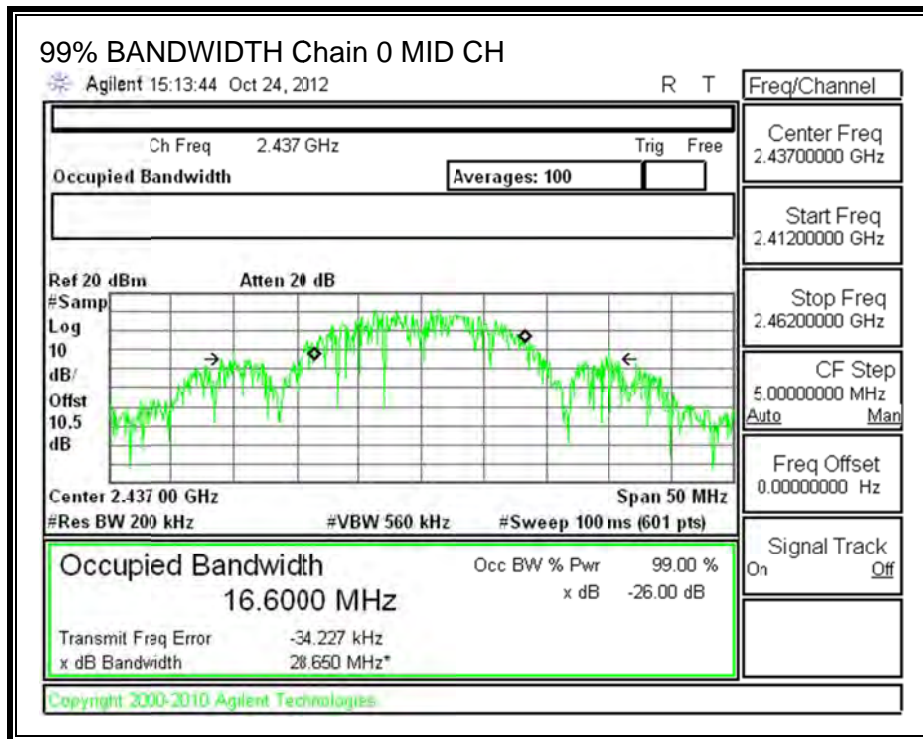 99% BANDWIDTH Chain 0 MID CH
Agilent 15:13:44 Oct 24, 2012 R T
Freq/Channel
Ch Freq 2.437 GHz Trig Free
Occupied Bandwidth Averages: 100
Center Freq
2.43700000 GHz
Start Freq
2.41200000 GHz
Stop Freq
2.46200000 GHz
CF Step
5.00000000 MHz
Auto Man
Freq Offset
0.00000000 Hz
Signal Track
On Off
Ref 20 dBm Atten 20 dB
#Samp
Log
10
dB/
Offst
10.5
dB
Center 2.437 00 GHz Span 50 MHz
#Res BW 200 kHz #VBW 560 kHz #Sweep 100 ms (601 pts)
Occupied Bandwidth Occ BW % Pwr 99.00 %
16.6000 MHz x dB -26.00 dB
Transmit Freq Error -34.227 kHz
x dB Bandwidth 28.650 MHz*
Copyright 2000-2010 Agilent Technologies